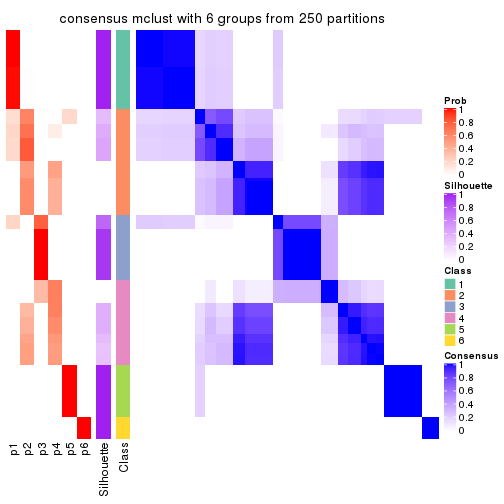 consensus mclust with 6 groups from 250 partitions
Prob
1
0.8
0.6
0.4
0.2
0
Silhouette
1
0.8
0.6
0.4
0.2
0
Class
1
2
3
4
5
6
Consensus
1
0.8
0.6
0.4
0.2
0
p1
p2
p3
p4
p5
p6
Silhouette
Class